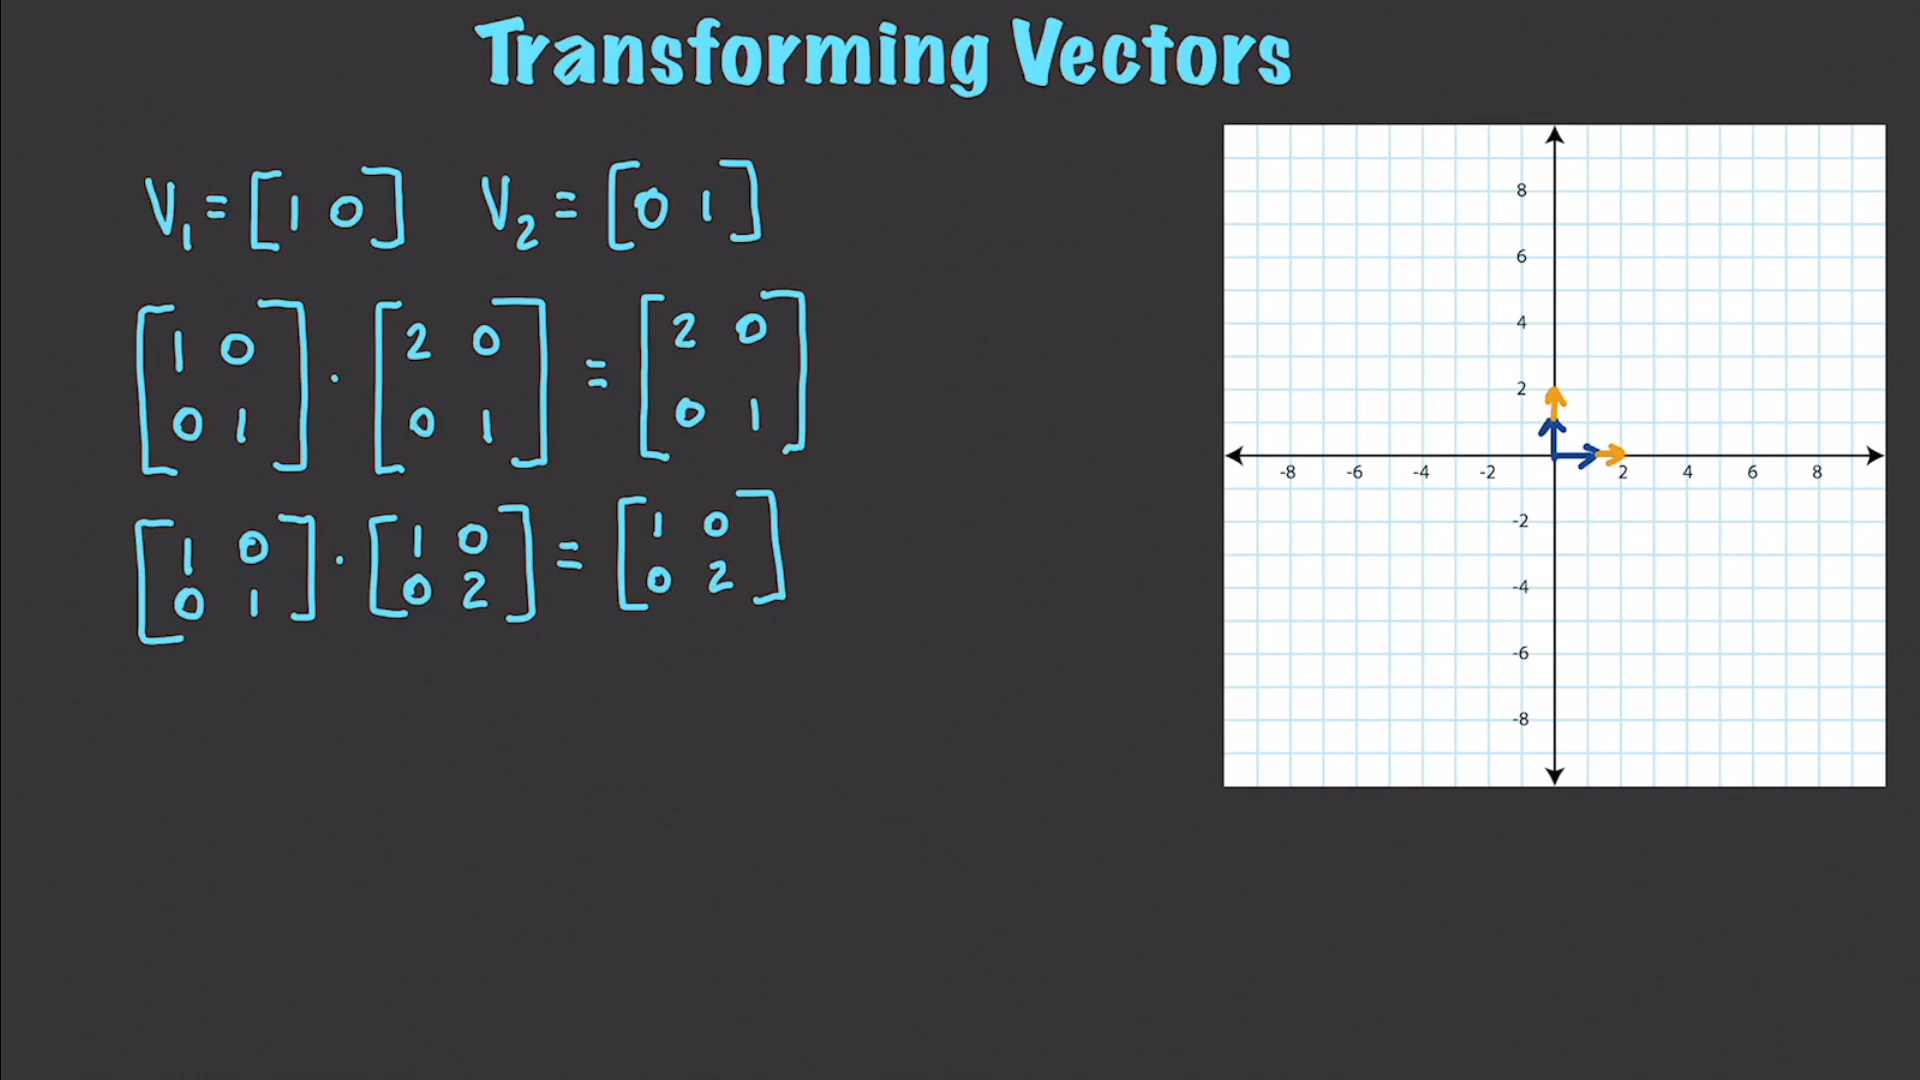 Transforming Vectors
V₁ = [1 0] V₂ = [0 1]
[1 0] · [2 0] = [2 0]
[0 1] [0 1] [0 1]
[1 0] · [1 0] = [1 0]
[0 1] [0 2] [0 2]
8
6
4
2
-8 -6 -4 -2 2 4 6 8
-2
-4
-6
-8